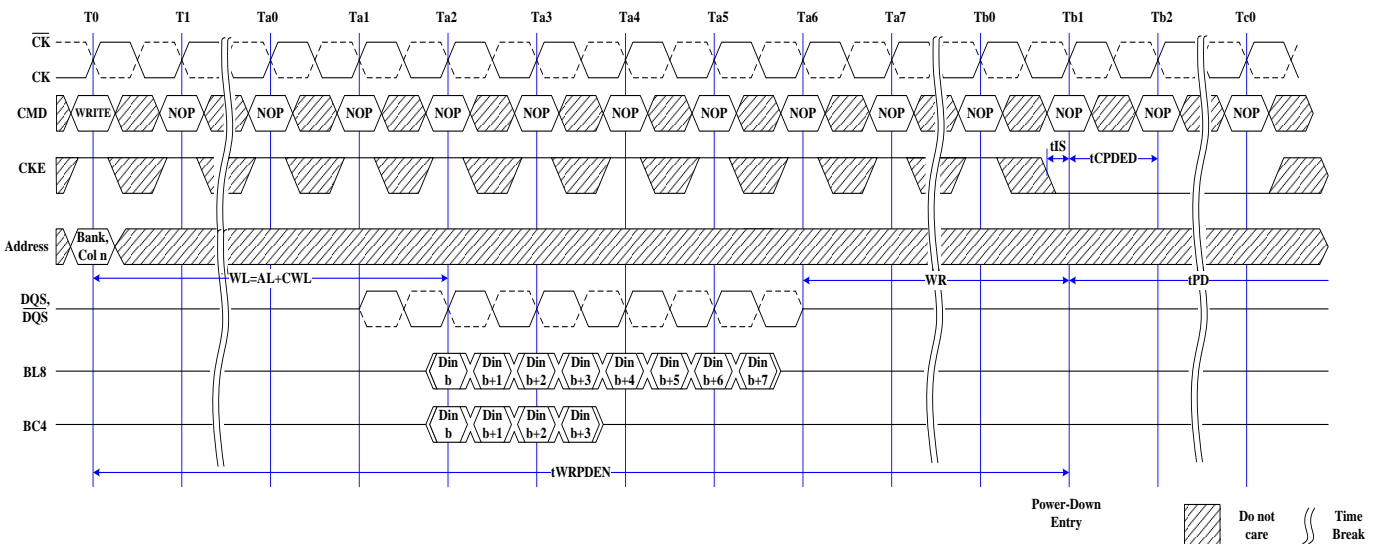 T0 T1 Ta0 Ta1 Ta2 Ta3 Ta4 Ta5 Ta6 Ta7 Tb0 Tb1 Tb2 Tc0
CK
CK
CMD WRITE NOP NOP NOP NOP NOP NOP NOP NOP NOP NOP NOP NOP NOP
tIS
CKE tCPDED
Address Bank,
Col n
WL=AL+CWL WR tPD
DQS,
DQS
BL8 Din Din Din Din Din Din Din Din
b b+1 b+2 b+3 b+4 b+5 b+6 b+7
BC4 Din Din Din Din
b b+1 b+2 b+3
tWRPDEN
Power-Down
Entry
Do not
care
Time
Break